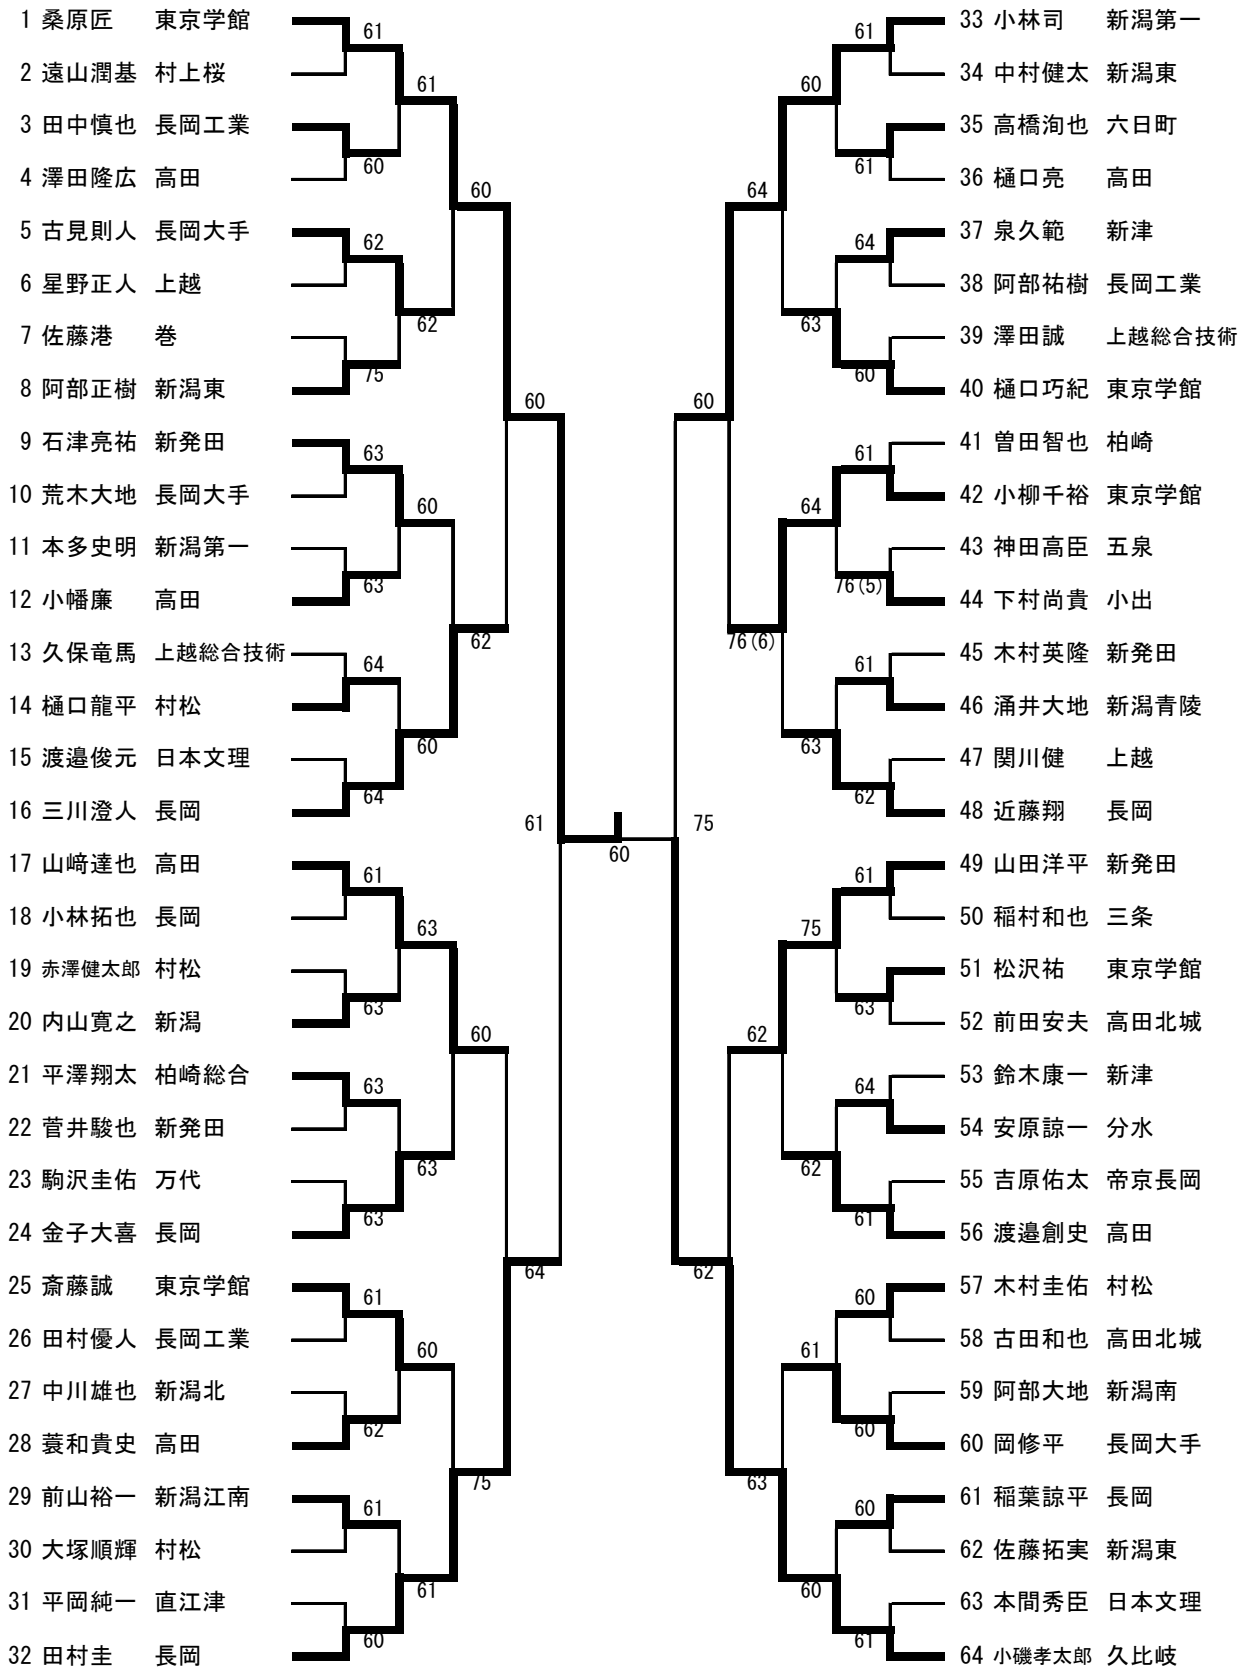 1 桑原匠 東京学館
61
2 遠山潤基 村上桜
61
3 田中慎也 長岡工業
60
4 澤田隆広 高田
60
5 古見則人 長岡大手
62
6 星野正人 上越
62
7 佐藤港 巻
75
8 阿部正樹 新潟東
60
9 石津亮祐 新発田
63
10 荒木大地 長岡大手
60
11 本多史明 新潟第一
63
12 小幡廉 高田
62
13 久保竜馬 上越総合技術
64
14 樋口龍平 村松
60
15 渡邉俊元 日本文理
64
16 三川澄人 長岡
61
17 山﨑達也 高田
61
18 小林拓也 長岡
63
19 赤澤健太郎 村松
63
20 内山寛之 新潟
60
21 平澤翔太 柏崎総合
63
22 菅井駿也 新発田
63
23 駒沢圭佑 万代
63
24 金子大喜 長岡
64
25 斎藤誠 東京学館
61
26 田村優人 長岡工業
60
27 中川雄也 新潟北
62
28 蓑和貴史 高田
75
29 前山裕一 新潟江南
61
30 大塚順輝 村松
61
31 平岡純一 直江津
60
32 田村圭 長岡
60
33 小林司 新潟第一
61
34 中村健太 新潟東
60
35 高橋洵也 六日町
61
36 樋口亮 高田
64
37 泉久範 新津
64
38 阿部祐樹 長岡工業
63
39 澤田誠 上越総合技術
60
40 樋口巧紀 東京学館
60
41 曽田智也 柏崎
61
42 小柳千裕 東京学館
64
43 神田高臣 五泉
76(5)
44 下村尚貴 小出
76(6)
45 木村英隆 新発田
61
46 涌井大地 新潟青陵
63
47 関川健 上越
62
48 近藤翔 長岡
75
49 山田洋平 新発田
61
50 稲村和也 三条
75
51 松沢祐 東京学館
63
52 前田安夫 高田北城
62
53 鈴木康一 新津
64
54 安原諒一 分水
62
55 吉原佑太 帝京長岡
61
56 渡邉創史 高田
62
57 木村圭佑 村松
60
58 古田和也 高田北城
61
59 阿部大地 新潟南
60
60 岡修平 長岡大手
63
61 稲葉諒平 長岡
60
62 佐藤拓実 新潟東
60
63 本間秀臣 日本文理
61
64 小磯孝太郎 久比岐